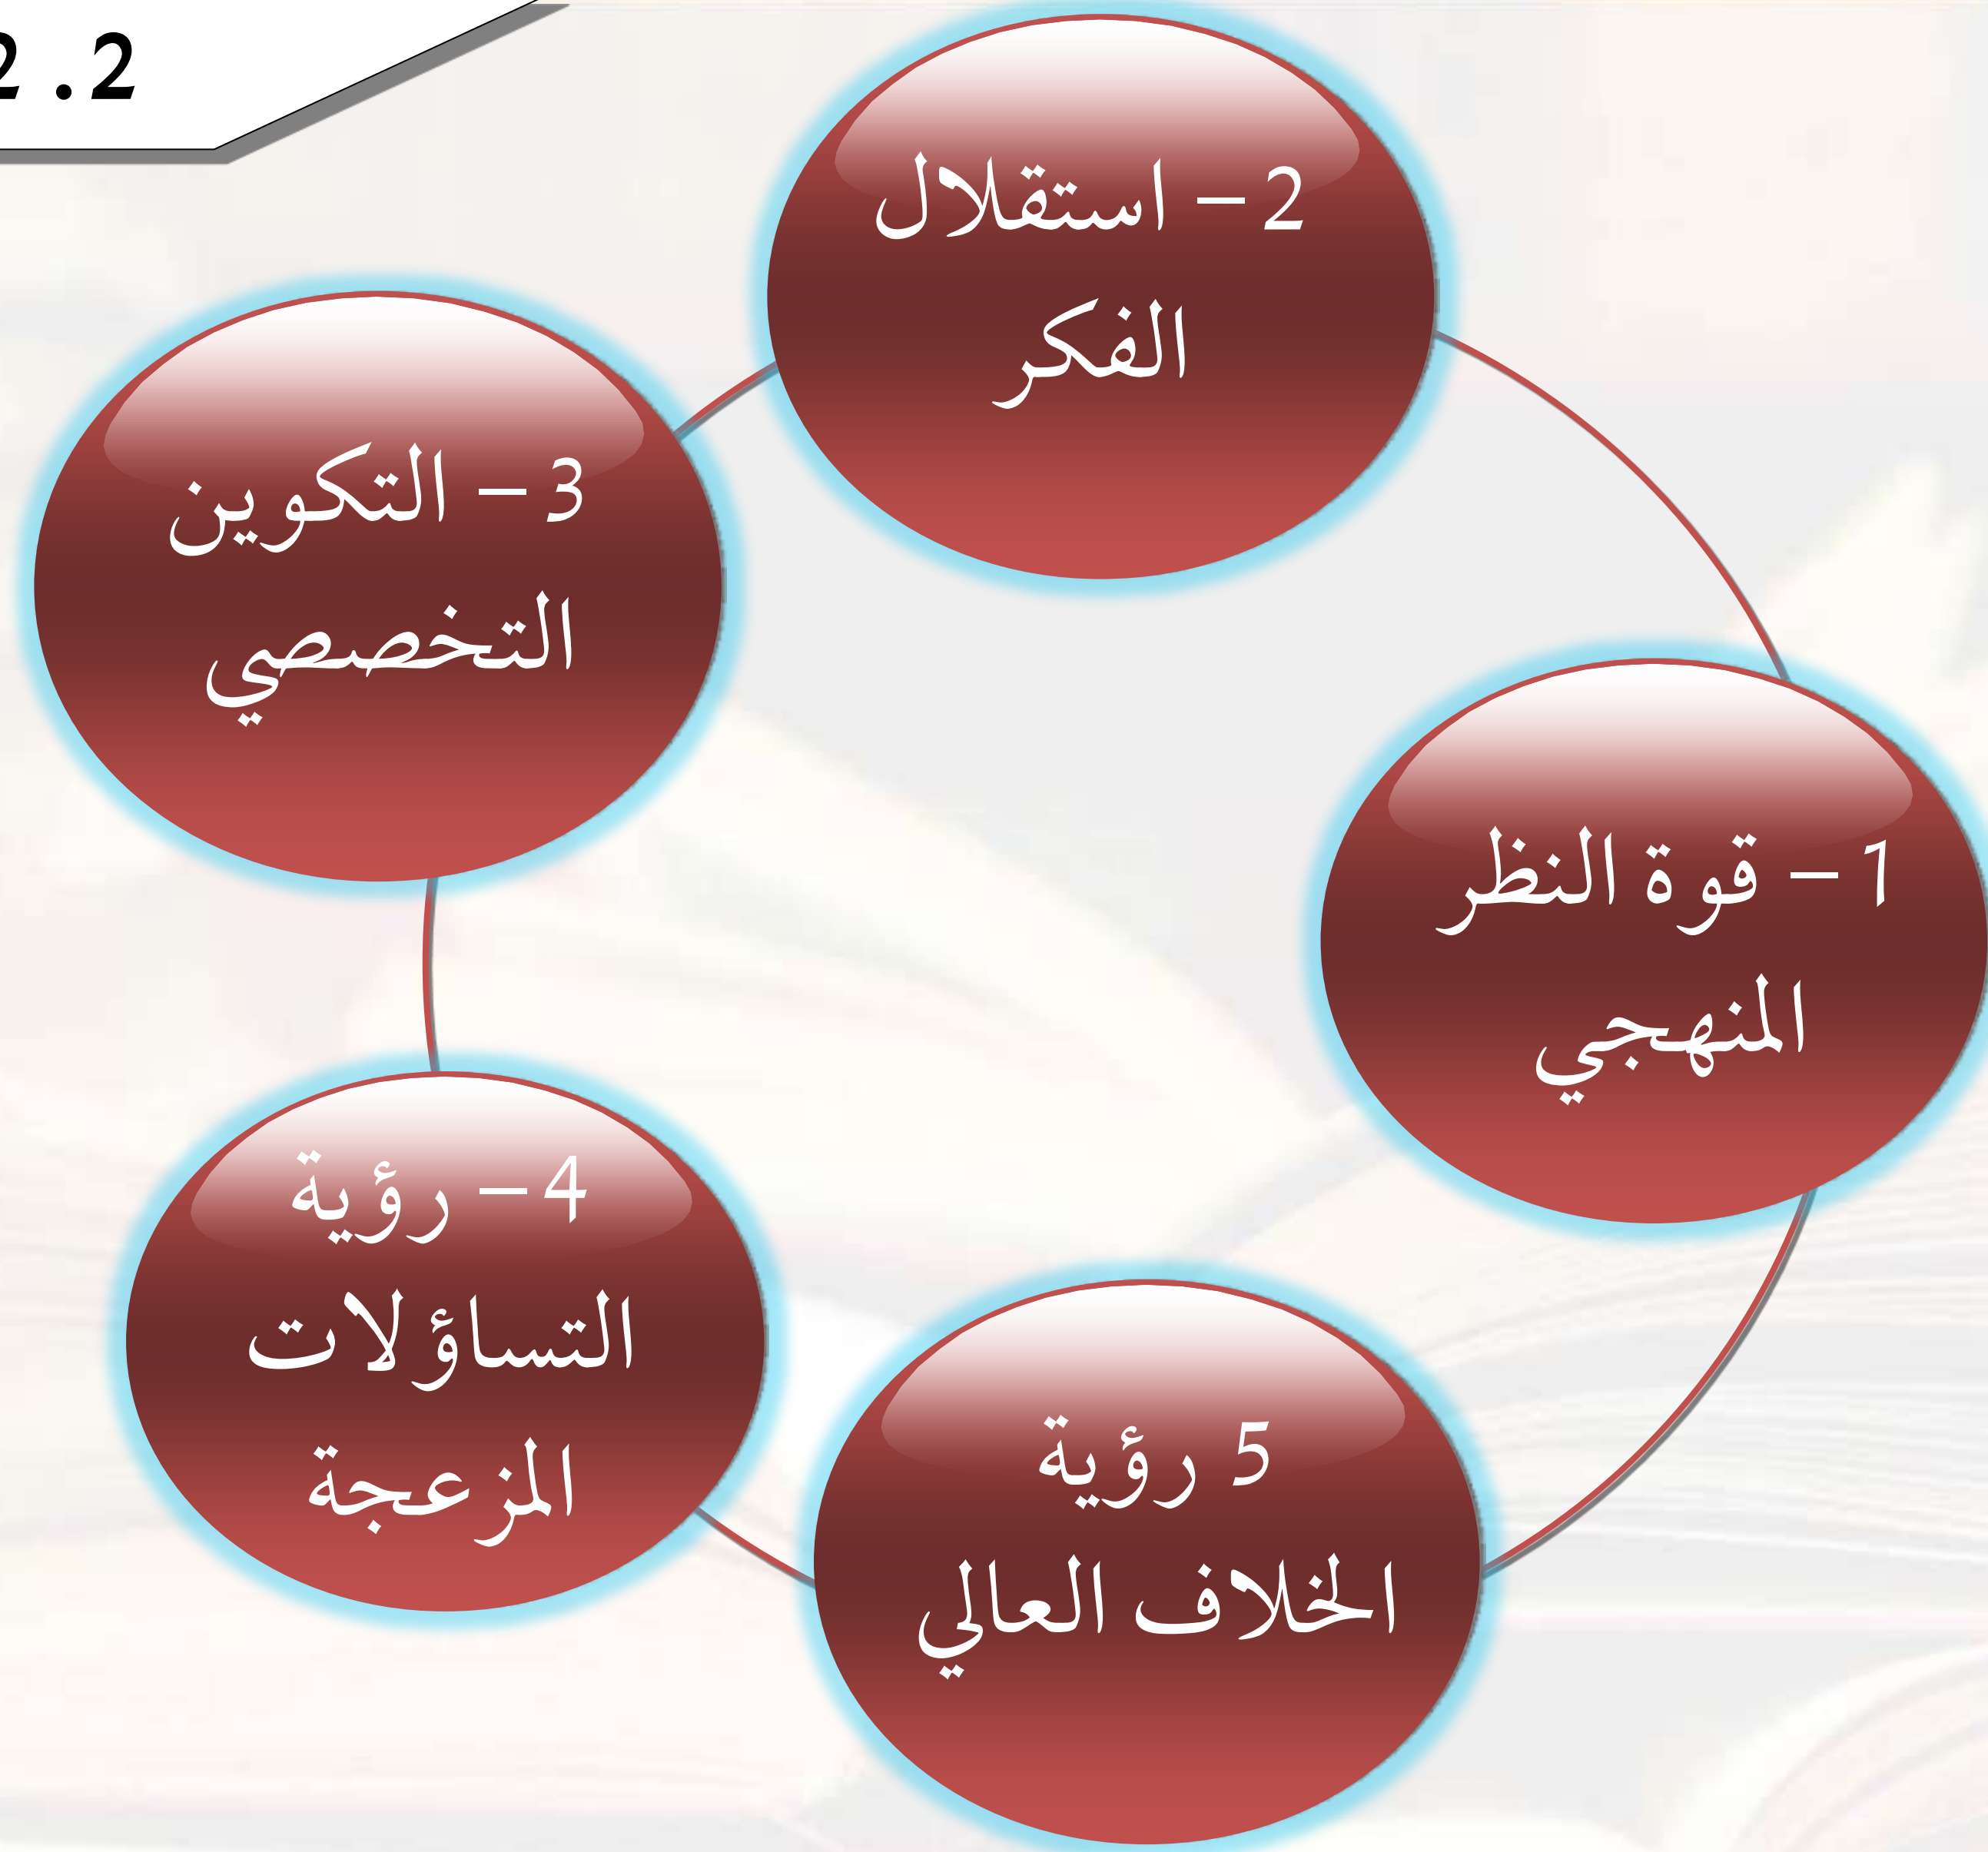 2.2
1 – قوة النظر
المنهجي
2 – استقلال
الفكر
3 – التكوين
التخصصي
4 – رؤية
التساؤلات
المزعجة
5 رؤية
الخلاف العالي